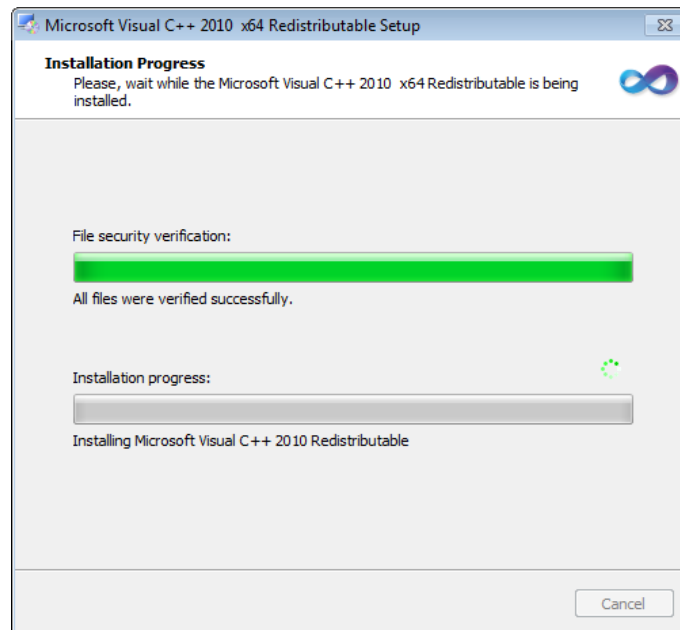 Microsoft Visual C++ 2010  x64 Redistributable Setup
Installation Progress
Please, wait while the Microsoft Visual C++ 2010  x64 Redistributable is being
installed.
File security verification:
All files were verified successfully.
Installation progress:
Installing Microsoft Visual C++ 2010 Redistributable
Cancel